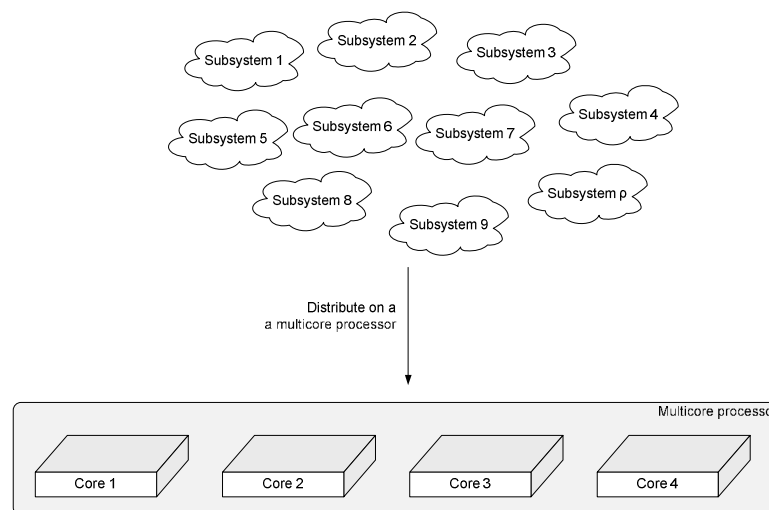 Subsystem 1
Subsystem 2
Subsystem 3
Subsystem 4
Subsystem 5
Subsystem 6
Subsystem 7
Subsystem 8
Subsystem 9
Subsystem ρ
Distribute on a
a multicore processor
Multicore processo
Core 1
Core 2
Core 3
Core 4